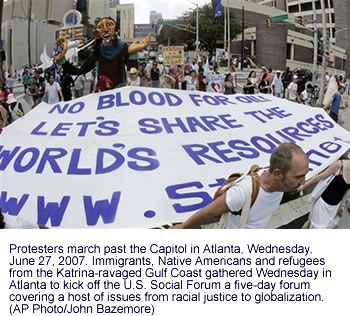 NO BLOOD FOR OIL!
LET'S SHARE THE
WORLD'S RESOURCES
WWW.
Protesters march past the Capitol in Atlanta, Wednesday,
June 27, 2007. Immigrants, Native Americans and refugees
from the Katrina-ravaged Gulf Coast gathered Wednesday in
Atlanta to kick off the U.S. Social Forum a five-day forum
covering a host of issues from racial justice to globalization.
(AP Photo/John Bazemore)